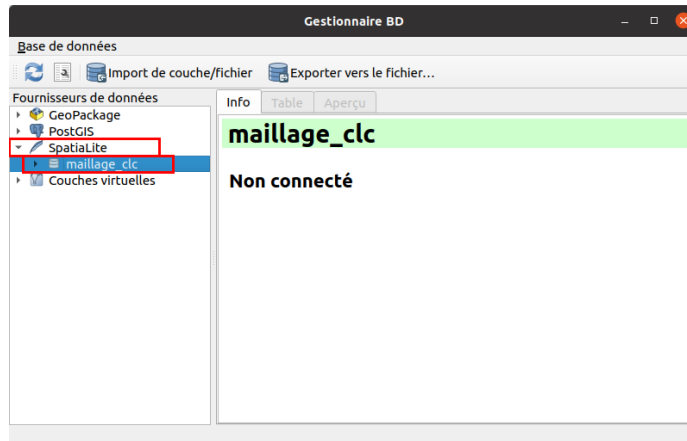 Gestionnaire BD
Base de données
Import de couche/fichier Exporter vers le fichier...
Fournisseurs de données
GeoPackage
PostGIS
SpatiaLite
maillage_clc
Couches virtuelles
Info Table Aperçu
maillage_clc
Non connecté